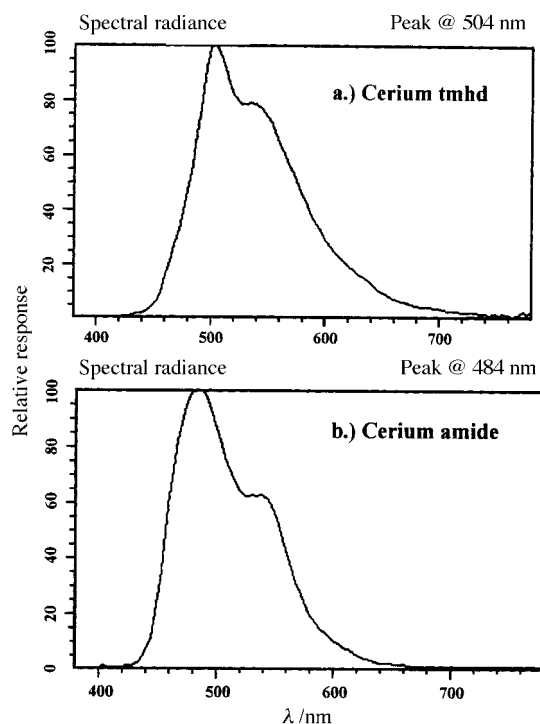 Spectral radiance Peak @ 504 nm
a.) Cerium tmhd
100
80
60
40
20
400 500 600 700
Relative response
Spectral radiance Peak @ 484 nm
b.) Cerium amide
100
80
60
40
20
0
400 500 600 700
λ /nm